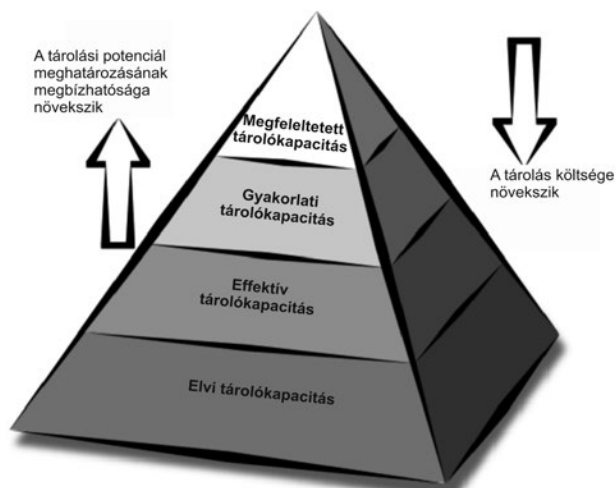 A tárolási potenciál
meghatározásának
megbízhatósága
növekszik
A tárolás költsége
növekszik
Megfeleltetett
tárolókapacitás
Gyakorlati
tárolókapacitás
Effektív
tárolókapacitás
Elvi tárolókapacitás